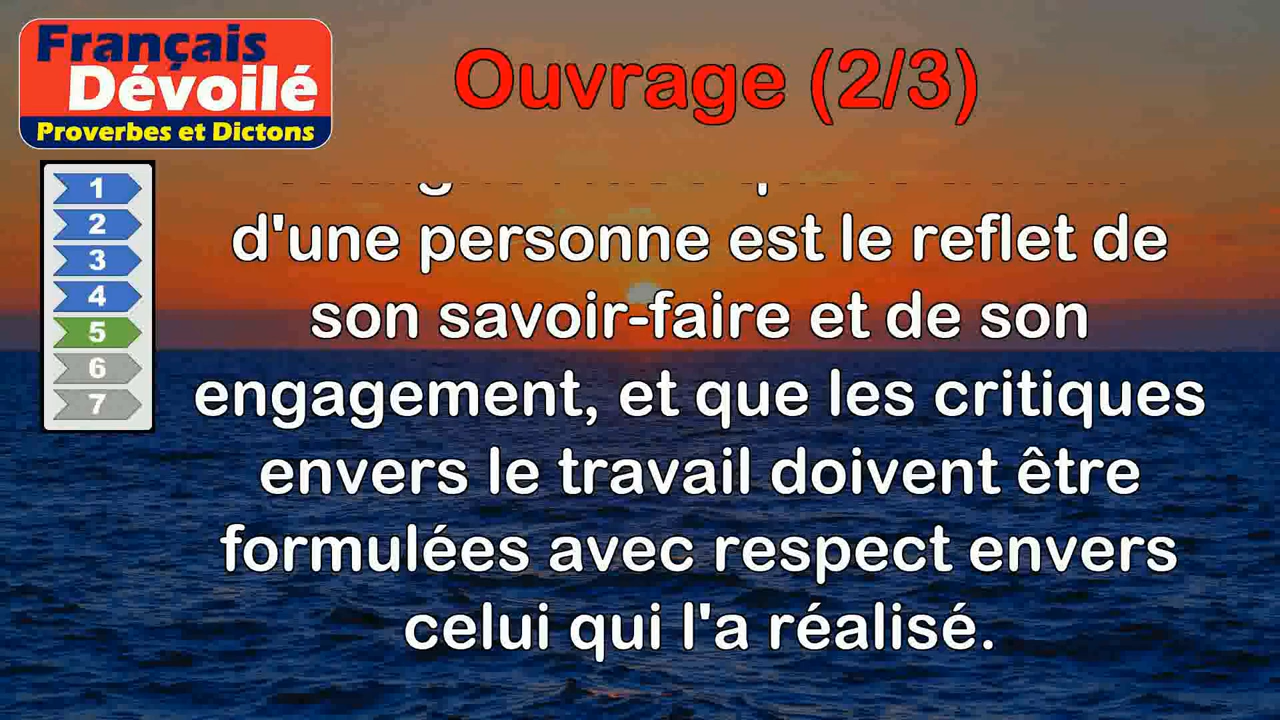 Français
Dévoilé
Proverbes et Dictons
Ouvrage (2/3)
1
2
3
4
5
6
7
d'une personne est le reflet de
son savoir-faire et de son
engagement, et que les critiques
envers le travail doivent être
formulées avec respect envers
celui qui l'a réalisé.